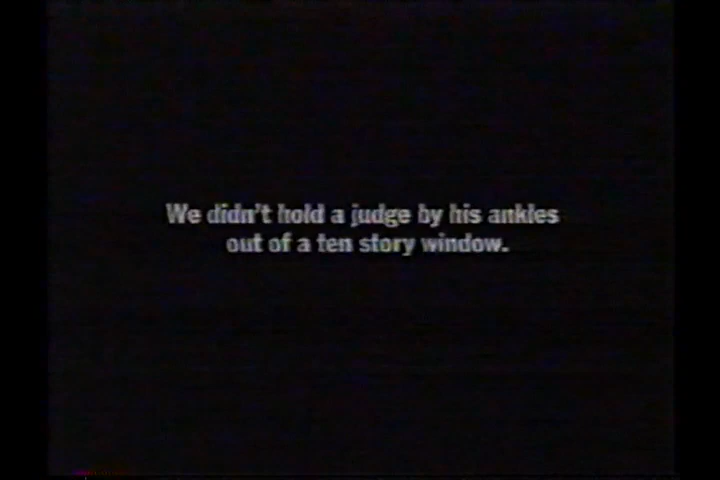 We didn't hold a judge by his ankles
out of a ten story window.